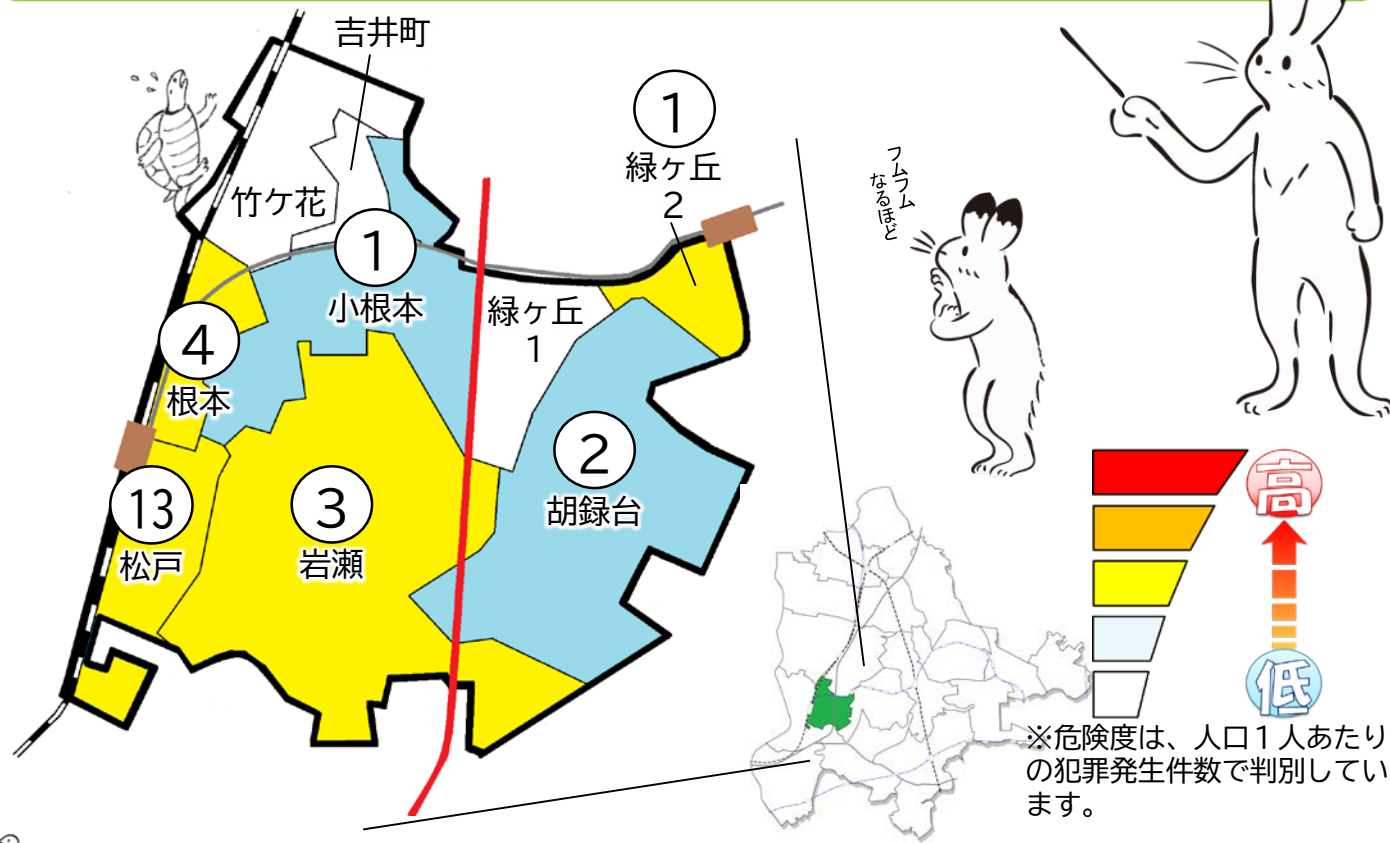 吉井町
①
緑ヶ丘
2
フムフム
なるほど
竹ケ花
①
小根本
緑ヶ丘
1
④
根本
②
胡録台
⑬
松戸
③
岩瀬
高
低
※危険度は、人口１人あたり
の犯罪発生件数で判別してい
ます。